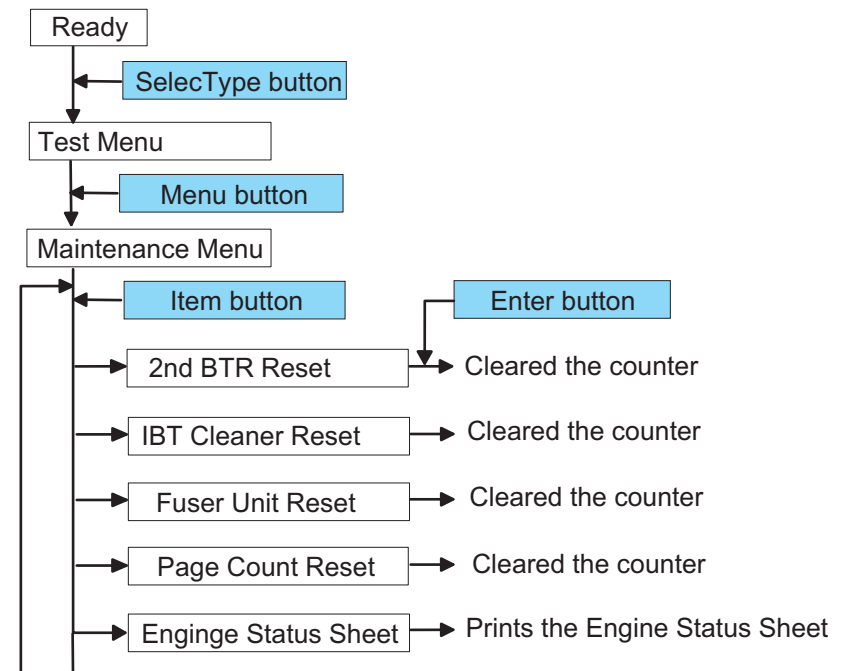 Ready
SelecType button
Test Menu
Menu button
Maintenance Menu
Item button
Enter button
2nd BTR Reset
Cleared the counter
IBT Cleaner Reset
Cleared the counter
Fuser Unit Reset
Cleared the counter
Page Count Reset
Cleared the counter
Enginge Status Sheet
Prints the Engine Status Sheet